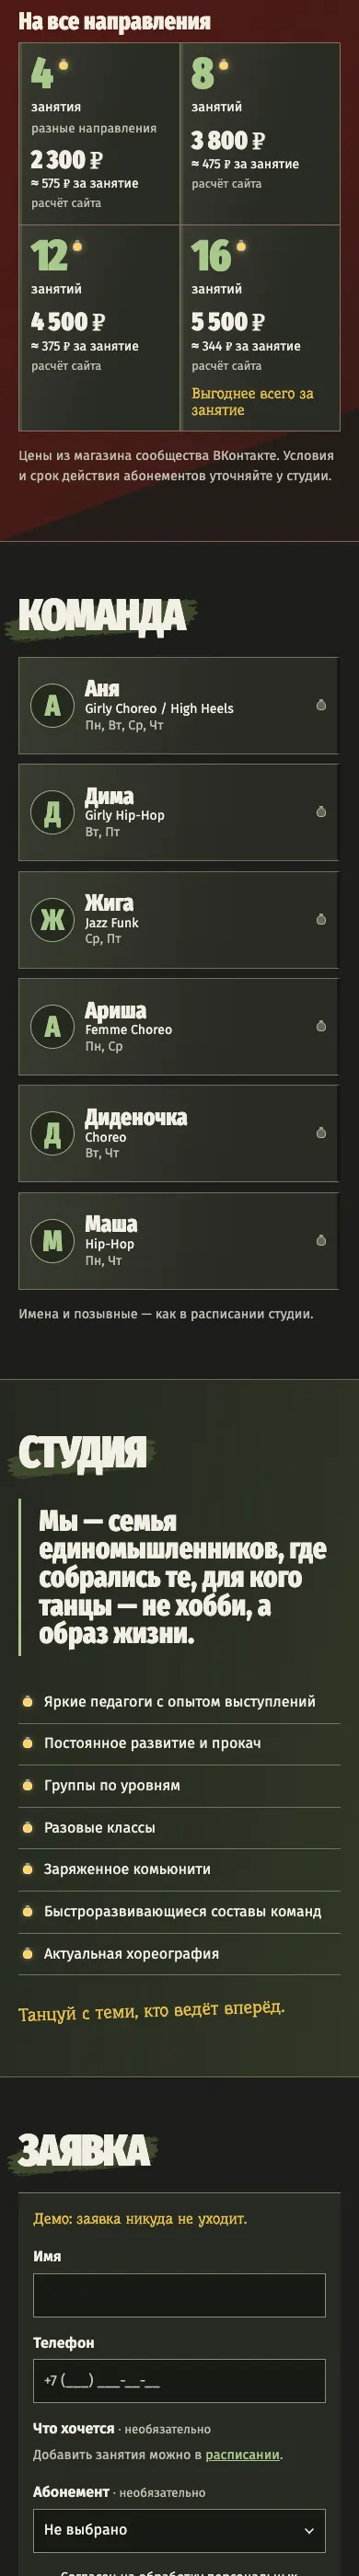 На все направления
4
занятия
разные направления
2 300 ₽
≈ 575 ₽ за занятие
расчёт сайта
8
занятий
3 800 ₽
≈ 475 ₽ за занятие
расчёт сайта
12
занятий
4 500 ₽
≈ 375 ₽ за занятие
расчёт сайта
16
занятий
5 500 ₽
≈ 344 ₽ за занятие
расчёт сайта
Выгоднее всего за
занятие
Цены из магазина сообщества ВКонтакте. Условия
и срок действия абонементов уточняйте у студии.
КОМАНДА
А
Аня
Girly Choreo / High Heels
Пн, Вт, Ср, Чт
Д
Дима
Girly Hip-Hop
Вт, Пт
Ж
Жига
Jazz Funk
Ср, Пт
А
Ариша
Femme Choreo
Пн, Ср
Д
Диденочка
Choreo
Вт, Чт
М
Маша
Hip-Hop
Пн, Чт
Имена и позывные — как в расписании студии.
СТУДИЯ
Мы — семья
единомышленников, где
собрались те, для кого
танцы — не хобби, а
образ жизни.
Яркие педагоги с опытом выступлений
Постоянное развитие и прокач
Группы по уровням
Разовые классы
Заряженное комьюнити
Быстроразвивающиеся составы команд
Актуальная хореография
Танцуй с теми, кто ведёт вперёд.
ЗАЯВКА
Демо: заявка никуда не уходит.
Имя
Телефон
+7 (___) ___-__-__
Что хочется · необязательно
Добавить занятия можно в расписании.
Абонемент · необязательно
Не выбрано
Согласен на обработку персональных